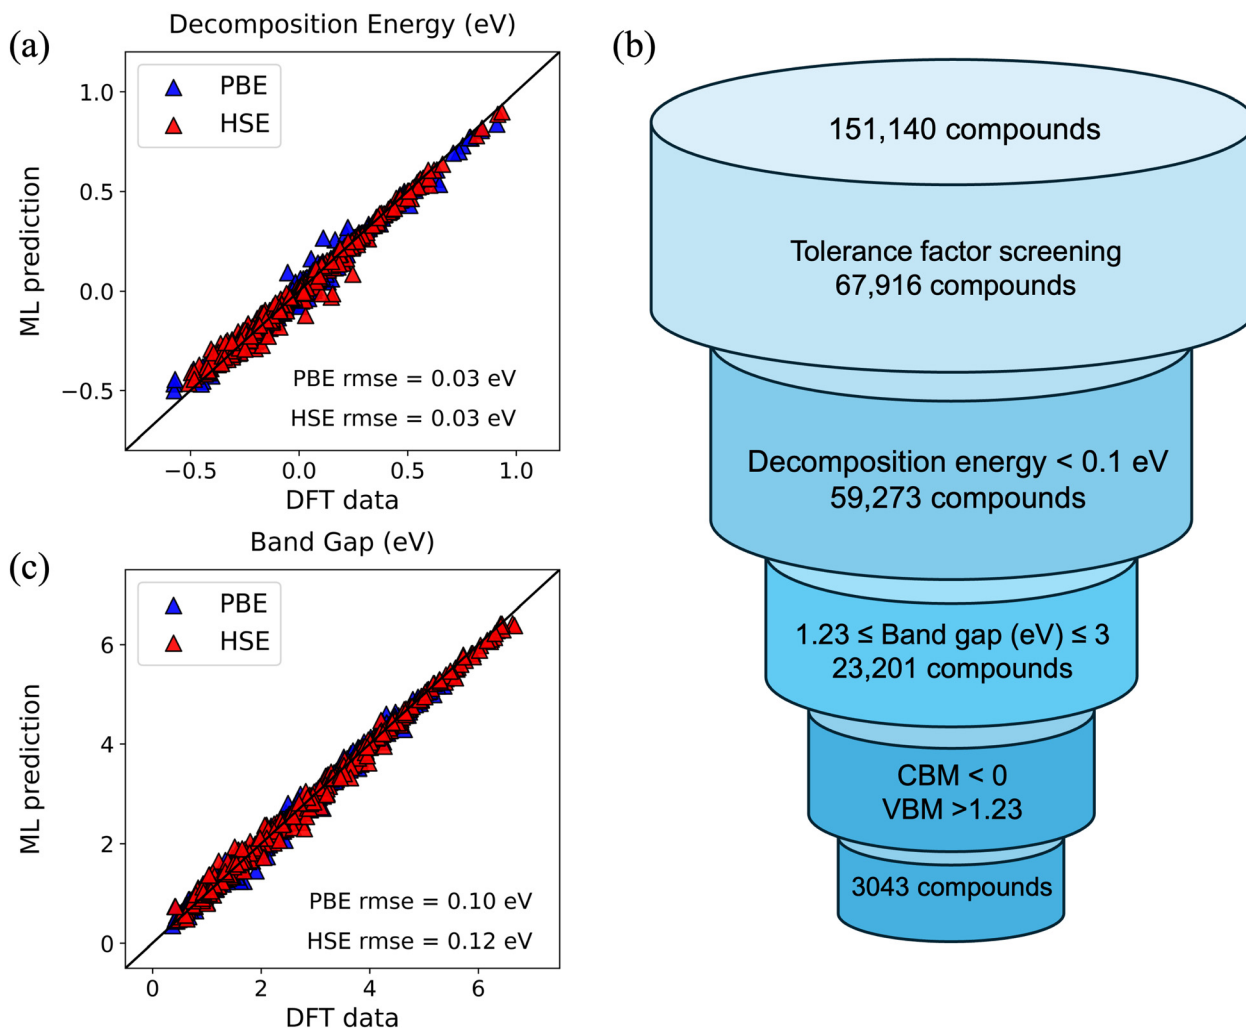 (a)
Decomposition Energy (eV)
PBE
HSE
1.0
0.5
0.0
−0.5
ML prediction
PBE rmse = 0.03 eV
HSE rmse = 0.03 eV
−0.5
0.0
0.5
1.0
DFT data
(b)
151,140 compounds
Tolerance factor screening
67,916 compounds
Decomposition energy < 0.1 eV
59,273 compounds
1.23 ≤ Band gap (eV) ≤ 3
23,201 compounds
CBM < 0
VBM >1.23
3043 compounds
(c)
Band Gap (eV)
PBE
HSE
6
4
2
0
ML prediction
PBE rmse = 0.10 eV
HSE rmse = 0.12 eV
0
2
4
6
DFT data